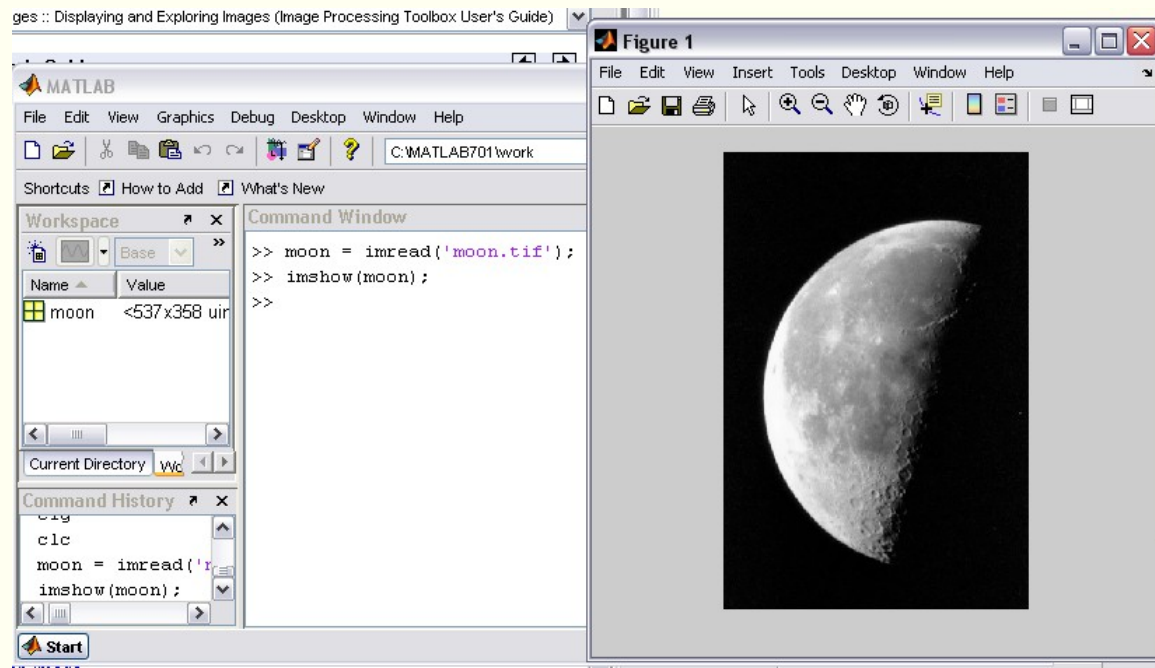 ges :: Displaying and Exploring Images (Image Processing Toolbox User's Guide)
MATLAB
File Edit View Graphics Debug Desktop Window Help
C:\MATLAB701\work
Shortcuts How to Add What's New
Workspace
Base
Name Value
moon <537x358 uin
Current Directory
Command History
clc
moon = imread('
imshow(moon);
Start
Command Window
>> moon = imread('moon.tif');
>> imshow(moon);
>>
Figure 1
File Edit View Insert Tools Desktop Window Help